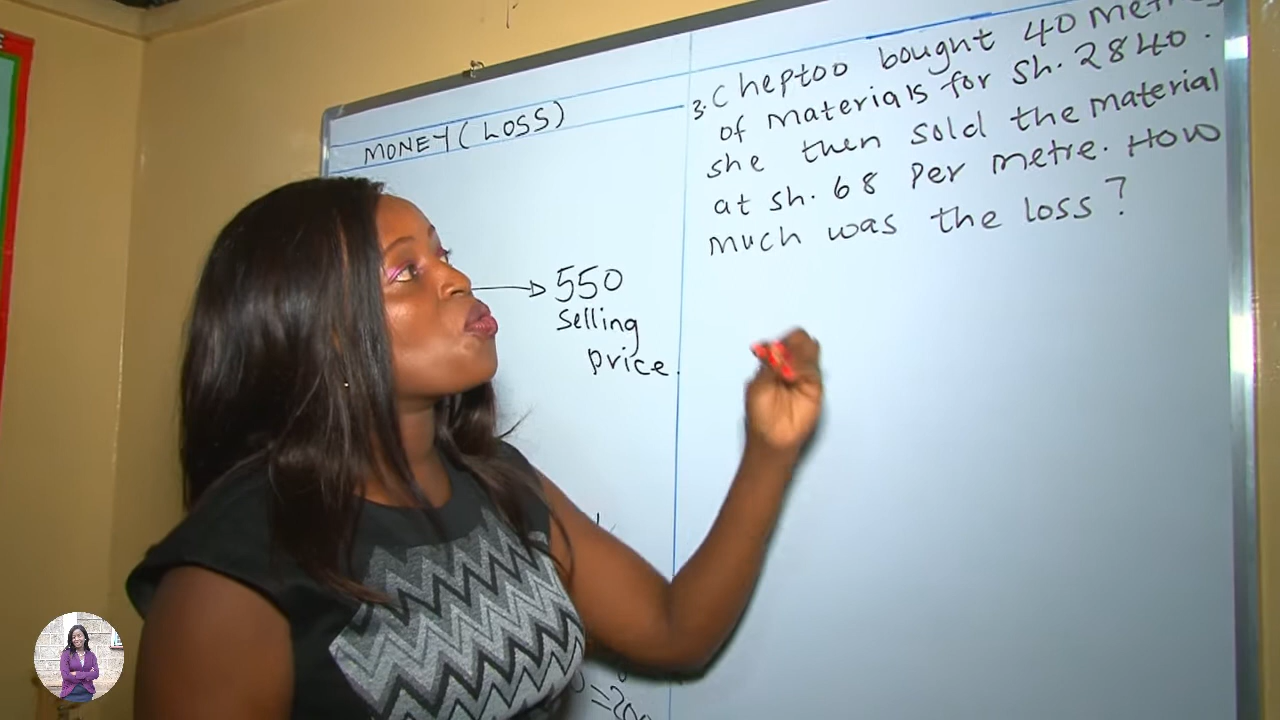 MONEY (LOSS)
550
Selling
price.
3. Cheptoo bought 40 metres
of materials for sh. 2840.
she then sold the material
at sh. 68 Per metre. How
much was the loss?